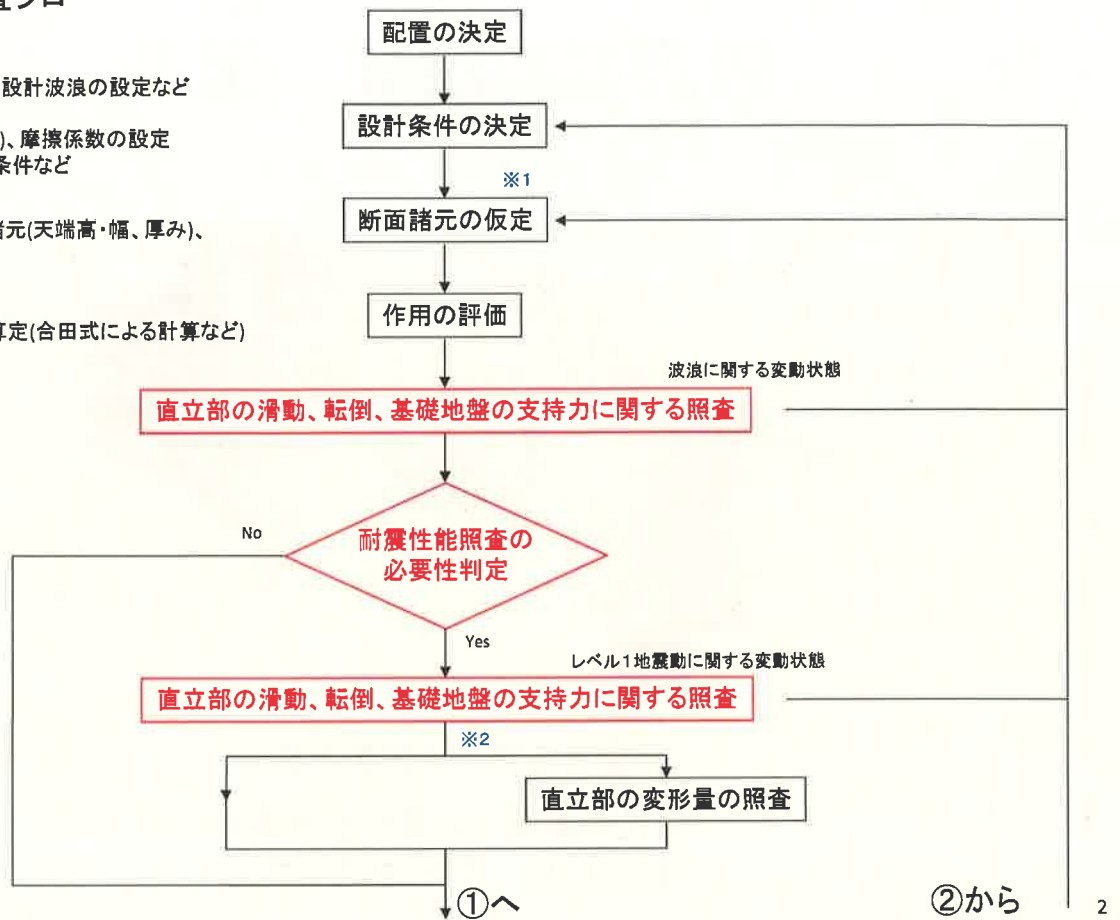 査フロー
配置の決定
設計波浪の設定など
設計条件の決定
)、摩擦係数の設定
条件など
※1
断面諸元の仮定
諸元(天端高・幅、厚み)、
作用の評価
算定(合田式による計算など)
波浪に関する変動状態
直立部の滑動、転倒、基礎地盤の支持力に関する照査
No
耐震性能照査の
必要性判定
Yes
レベル1地震動に関する変動状態
直立部の滑動、転倒、基礎地盤の支持力に関する照査
※2
直立部の変形量の照査
①へ
②から
2